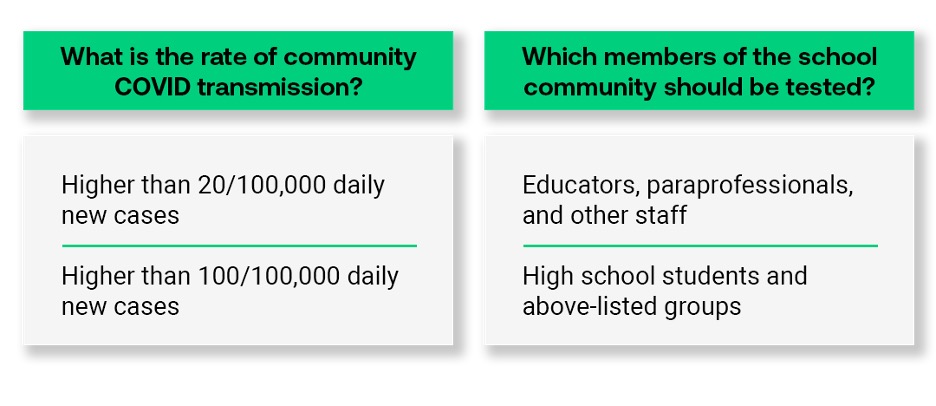 What is the rate of community
COVID transmission?
Which members of the school
community should be tested?
Higher than 20/100,000 daily
new cases
Educators, paraprofessionals,
and other staff
Higher than 100/100,000 daily
new cases
High school students and
above-listed groups